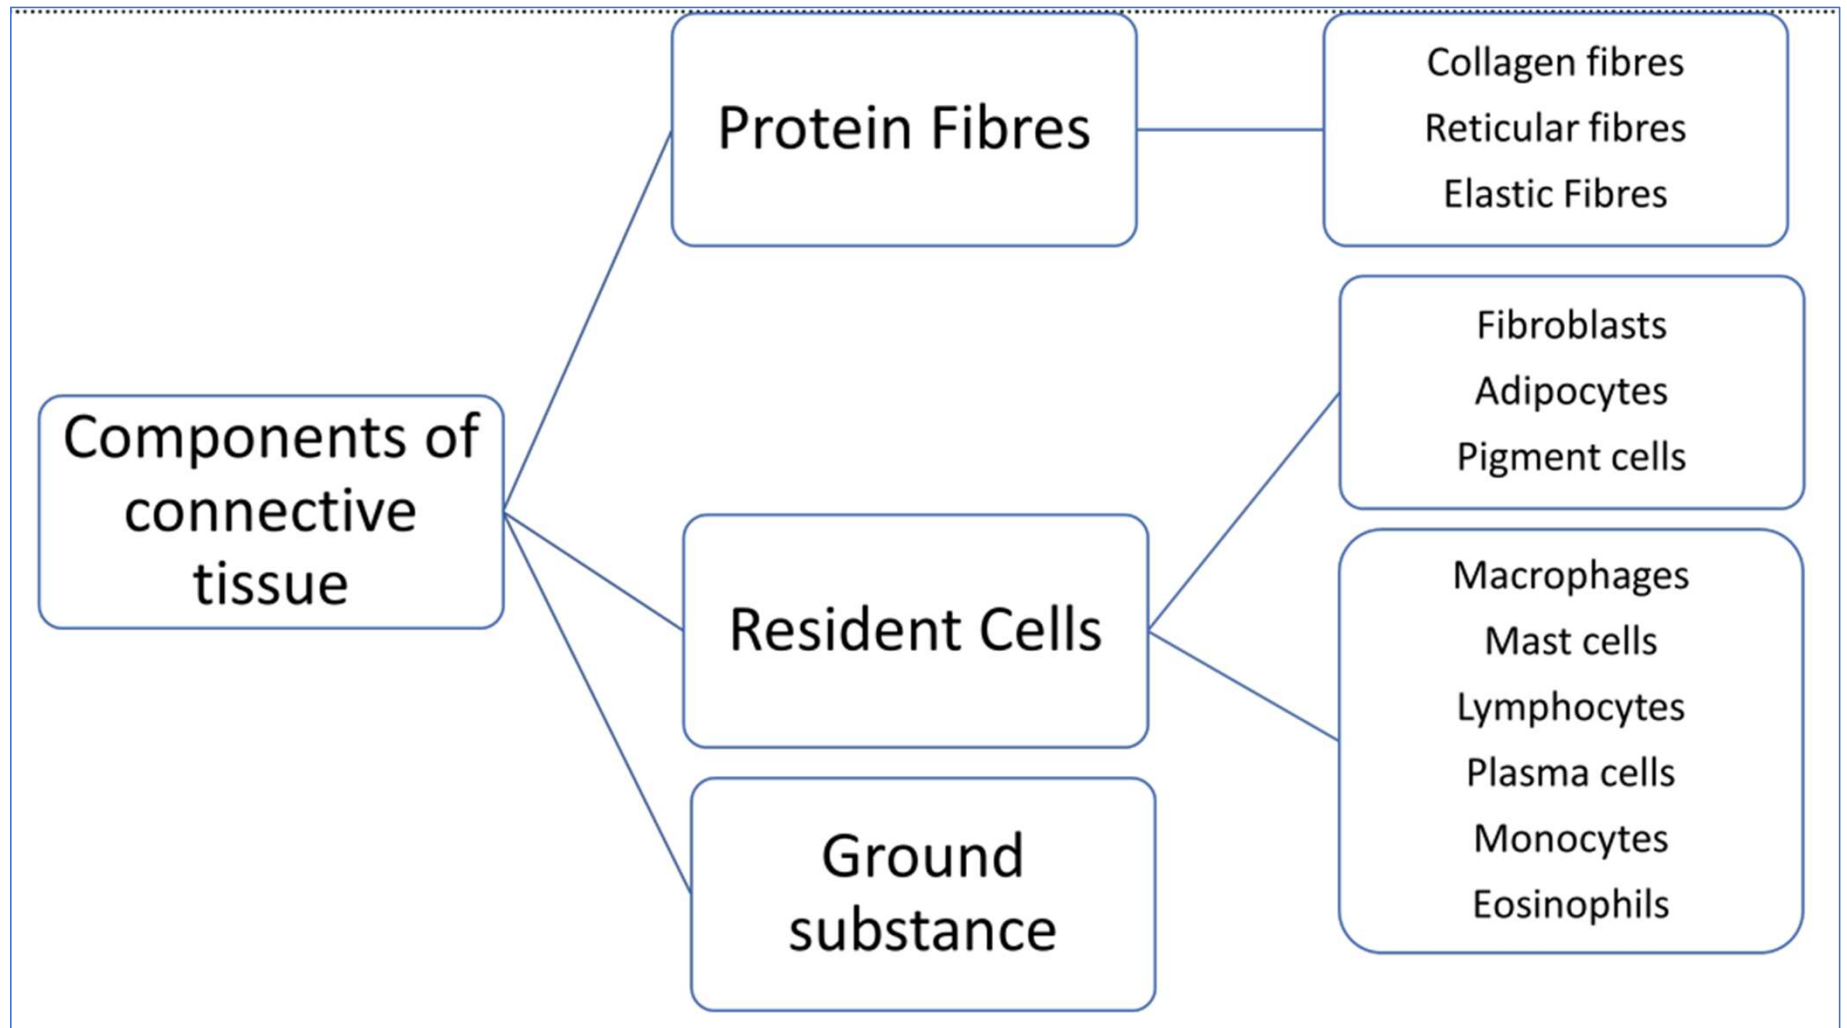 Components of
connective
tissue
Protein Fibres
Collagen fibres
Reticular fibres
Elastic Fibres
Resident Cells
Fibroblasts
Adipocytes
Pigment cells
Macrophages
Mast cells
Lymphocytes
Plasma cells
Monocytes
Eosinophils
Ground
substance